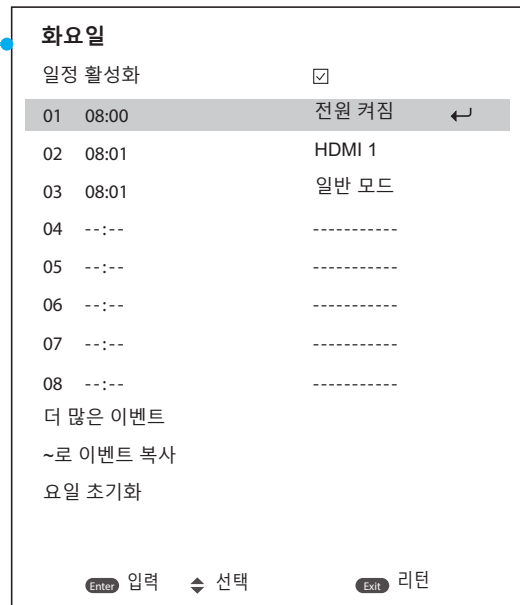 화요일
일정 활성화 ☑
01 08:00 전원 켜짐
02 08:01 HDMI 1
03 08:01 일반 모드
04 --:-- -----------
05 --:-- -----------
06 --:-- -----------
07 --:-- -----------
08 --:-- -----------
더 많은 이벤트
~로 이벤트 복사
요일 초기화
Enter 입력 선택 Exit 리턴